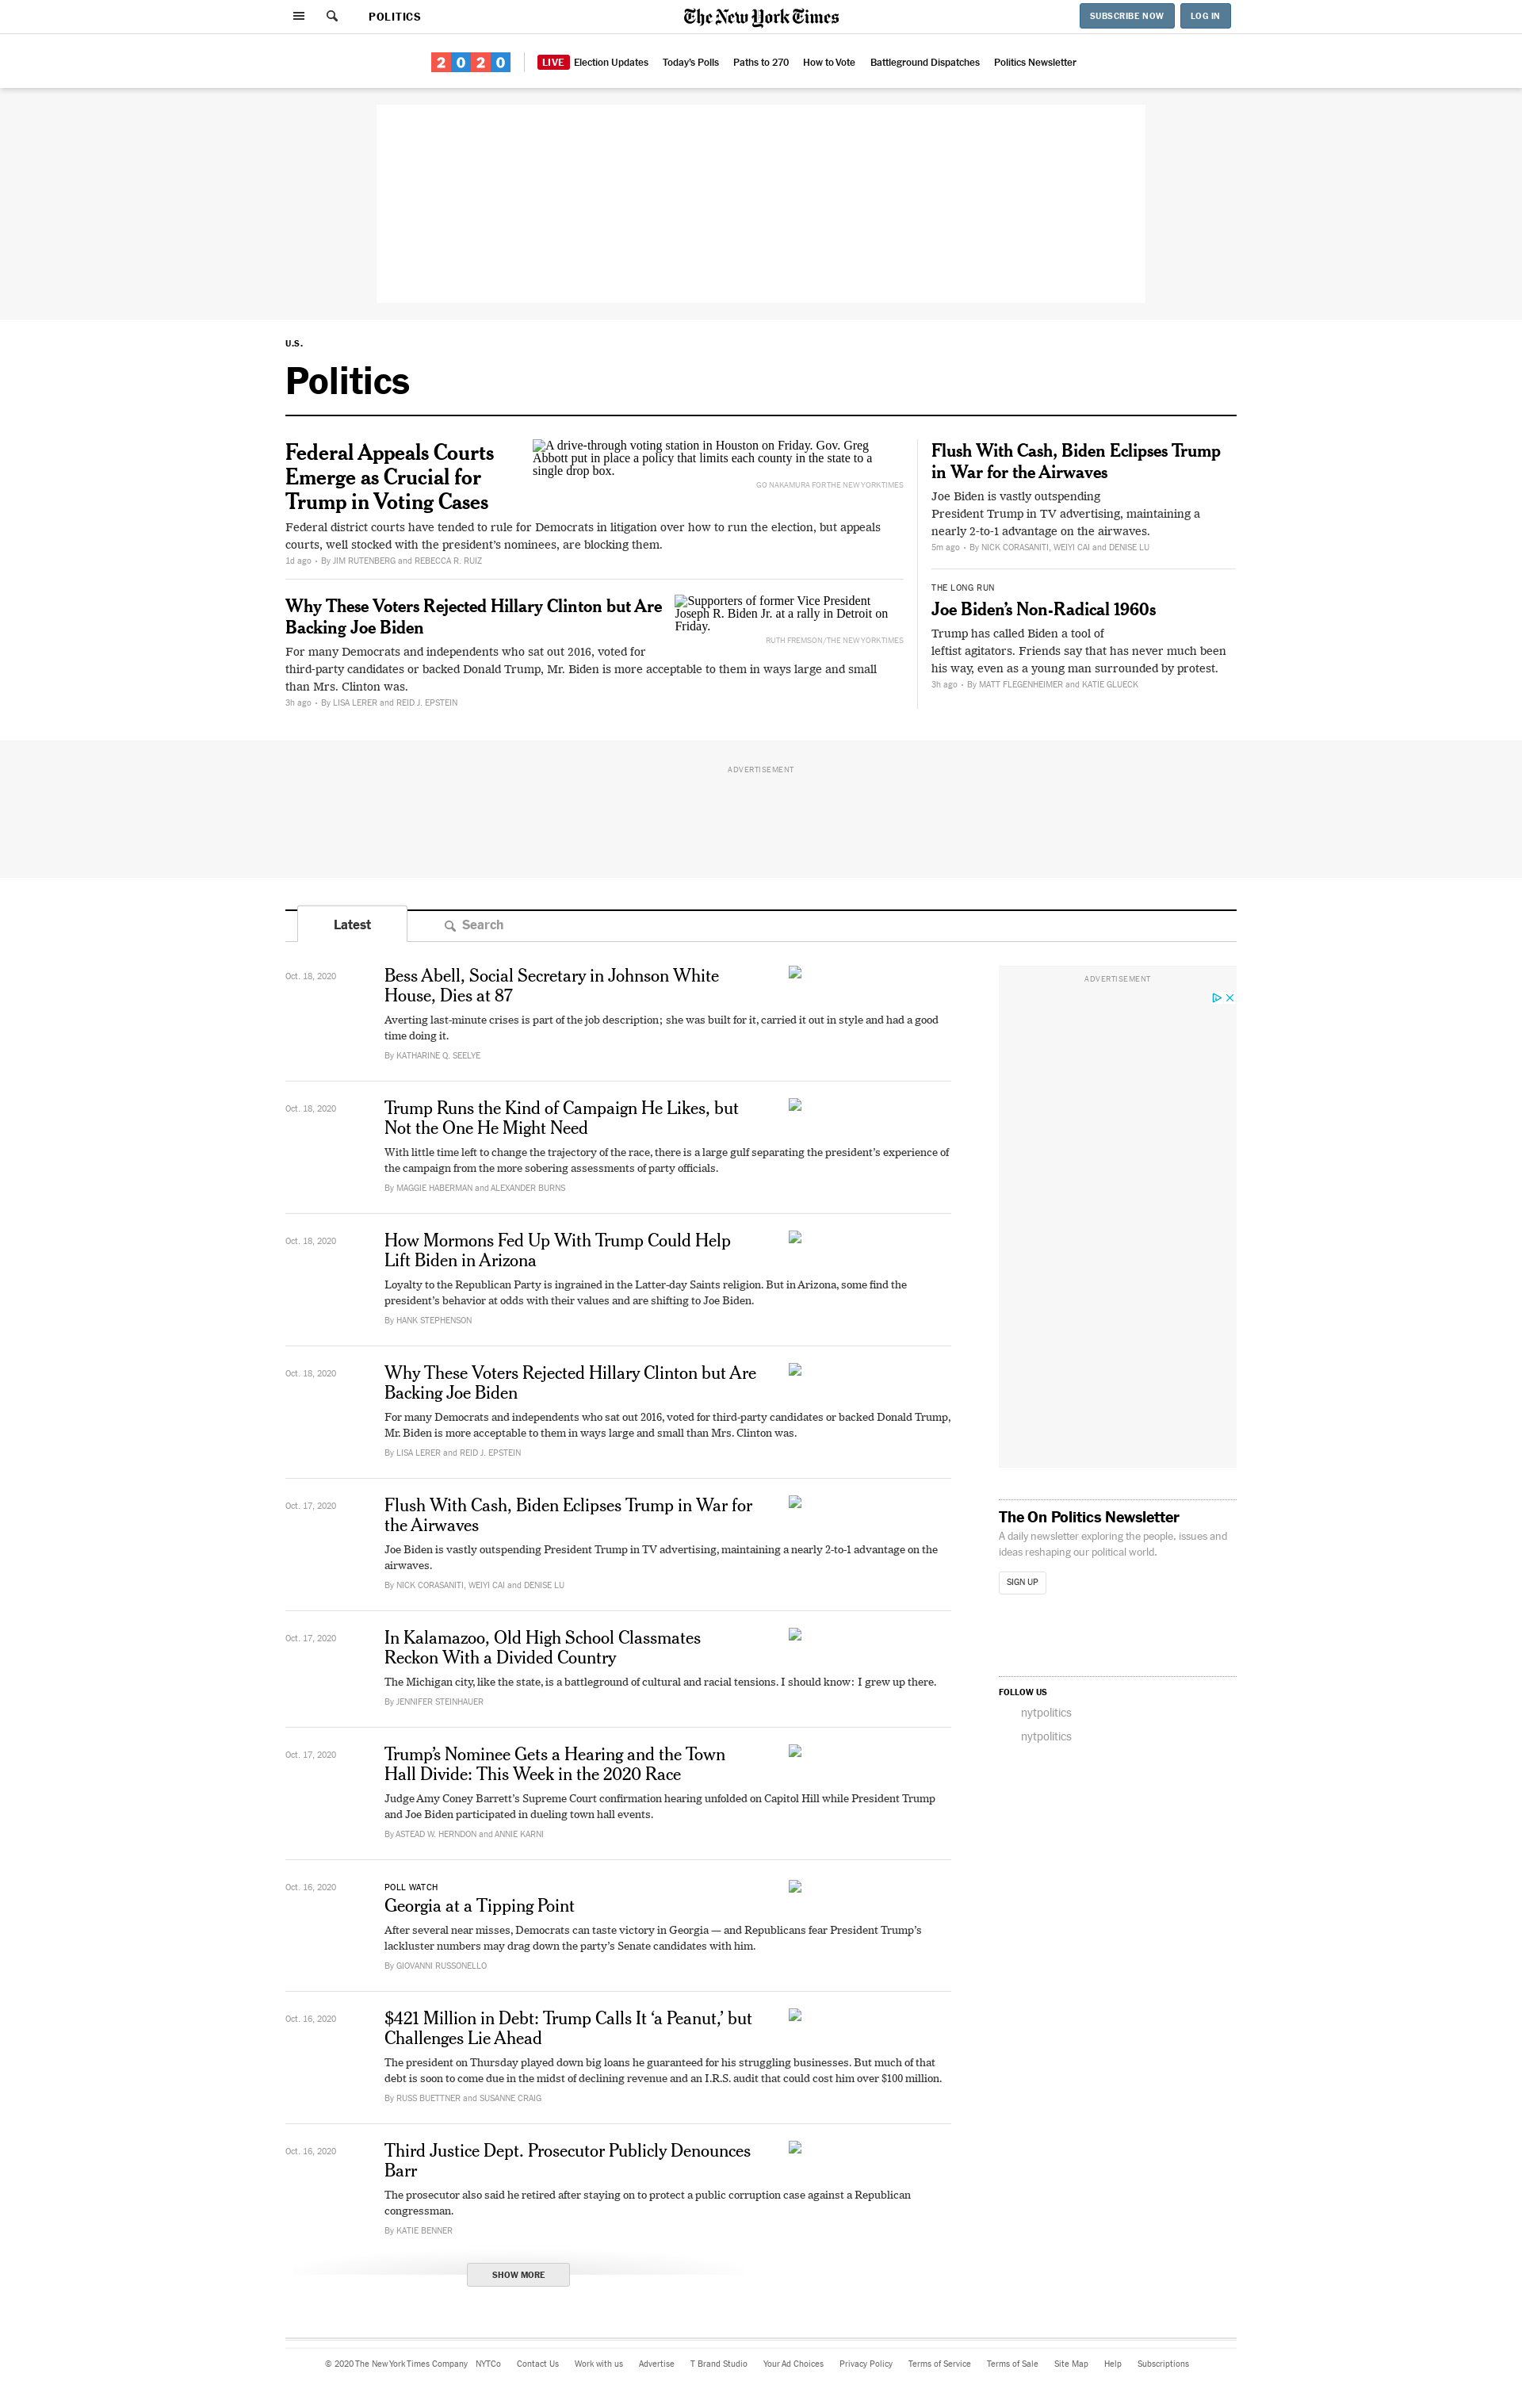 POLITICS
The New York Times
SUBSCRIBE NOW
LOG IN
2020
LIVE Election Updates
Today's Polls
Paths to 270
How to Vote
Battleground Dispatches
Politics Newsletter
U.S.
Politics
Federal Appeals Courts
Emerge as Crucial for
Trump in Voting Cases
A drive-through voting station in Houston on Friday. Gov. Greg
Abbott put in place a policy that limits each county in the state to a
single drop box.
GO NAKAMURA FOR THE NEW YORK TIMES
Federal district courts have tended to rule for Democrats in litigation over how to run the election, but appeals
courts, well stocked with the president’s nominees, are blocking them.
1d ago • By JIM RUTENBERG and REBECCA R. RUIZ
Why These Voters Rejected Hillary Clinton but Are
Backing Joe Biden
Supporters of former Vice President
Joseph R. Biden Jr. at a rally in Detroit on
Friday.
RUTH FREMSON/THE NEW YORK TIMES
For many Democrats and independents who sat out 2016, voted for
third-party candidates or backed Donald Trump, Mr. Biden is more acceptable to them in ways large and small
than Mrs. Clinton was.
3h ago • By LISA LERER and REID J. EPSTEIN
Flush With Cash, Biden Eclipses Trump
in War for the Airwaves
Joe Biden is vastly outspending
President Trump in TV advertising, maintaining a
nearly 2-to-1 advantage on the airwaves.
5m ago • By NICK CORASANITI, WEIYI CAI and DENISE LU
THE LONG RUN
Joe Biden’s Non-Radical 1960s
Trump has called Biden a tool of
leftist agitators. Friends say that has never much been
his way, even as a young man surrounded by protest.
3h ago • By MATT FLEGENHEIMER and KATIE GLUECK
ADVERTISEMENT
Latest
Search
Oct. 18, 2020
Bess Abell, Social Secretary in Johnson White
House, Dies at 87
Averting last-minute crises is part of the job description; she was built for it, carried it out in style and had a good
time doing it.
By KATHARINE Q. SEELYE
Oct. 18, 2020
Trump Runs the Kind of Campaign He Likes, but
Not the One He Might Need
With little time left to change the trajectory of the race, there is a large gulf separating the president’s experience of
the campaign from the more sobering assessments of party officials.
By MAGGIE HABERMAN and ALEXANDER BURNS
Oct. 18, 2020
How Mormons Fed Up With Trump Could Help
Lift Biden in Arizona
Loyalty to the Republican Party is ingrained in the Latter-day Saints religion. But in Arizona, some find the
president’s behavior at odds with their values and are shifting to Joe Biden.
By HANK STEPHENSON
Oct. 18, 2020
Why These Voters Rejected Hillary Clinton but Are
Backing Joe Biden
For many Democrats and independents who sat out 2016, voted for third-party candidates or backed Donald Trump,
Mr. Biden is more acceptable to them in ways large and small than Mrs. Clinton was.
By LISA LERER and REID J. EPSTEIN
Oct. 17, 2020
Flush With Cash, Biden Eclipses Trump in War for
the Airwaves
Joe Biden is vastly outspending President Trump in TV advertising, maintaining a nearly 2-to-1 advantage on the
airwaves.
By NICK CORASANITI, WEIYI CAI and DENISE LU
Oct. 17, 2020
In Kalamazoo, Old High School Classmates
Reckon With a Divided Country
The Michigan city, like the state, is a battleground of cultural and racial tensions. I should know: I grew up there.
By JENNIFER STEINHAUER
Oct. 17, 2020
Trump’s Nominee Gets a Hearing and the Town
Hall Divide: This Week in the 2020 Race
Judge Amy Coney Barrett’s Supreme Court confirmation hearing unfolded on Capitol Hill while President Trump
and Joe Biden participated in dueling town hall events.
By ASTEAD W. HERNDON and ANNIE KARNI
Oct. 16, 2020
POLL WATCH
Georgia at a Tipping Point
After several near misses, Democrats can taste victory in Georgia — and Republicans fear President Trump’s
lackluster numbers may drag down the party’s Senate candidates with him.
By GIOVANNI RUSSONELLO
Oct. 16, 2020
$421 Million in Debt: Trump Calls It ‘a Peanut,’ but
Challenges Lie Ahead
The president on Thursday played down big loans he guaranteed for his struggling businesses. But much of that
debt is soon to come due in the midst of declining revenue and an I.R.S. audit that could cost him over $100 million.
By RUSS BUETTNER and SUSANNE CRAIG
Oct. 16, 2020
Third Justice Dept. Prosecutor Publicly Denounces
Barr
The prosecutor also said he retired after staying on to protect a public corruption case against a Republican
congressman.
By KATIE BENNER
SHOW MORE
ADVERTISEMENT
The On Politics Newsletter
A daily newsletter exploring the people, issues and
ideas reshaping our political world.
SIGN UP
FOLLOW US
nytpolitics
nytpolitics
© 2020 The New York Times Company
NYTCo
Contact Us
Work with us
Advertise
T Brand Studio
Your Ad Choices
Privacy Policy
Terms of Service
Terms of Sale
Site Map
Help
Subscriptions